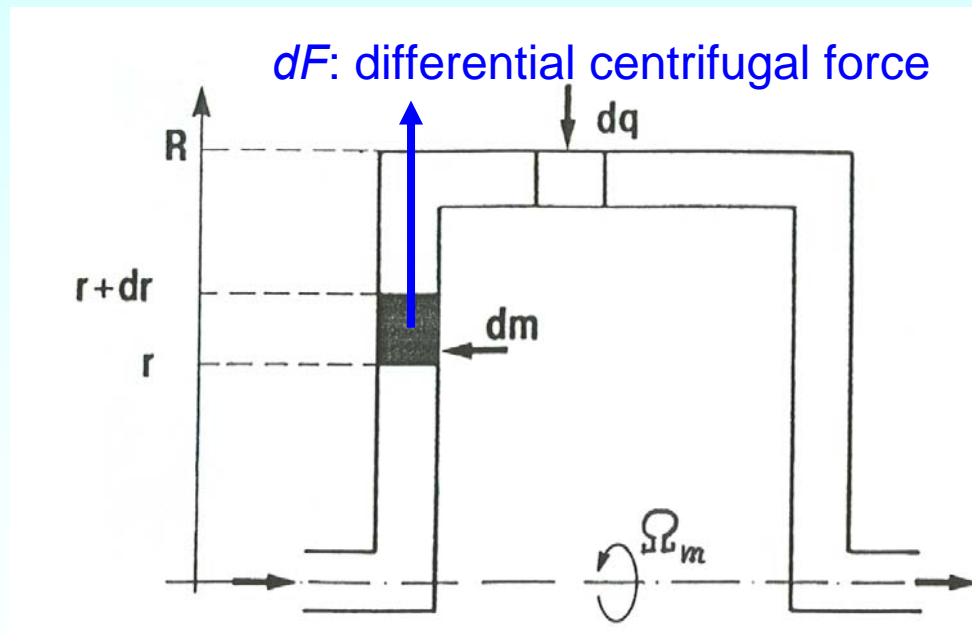 dF: differential centrifugal force
dq
R
r+dr
dm
r
Ωm